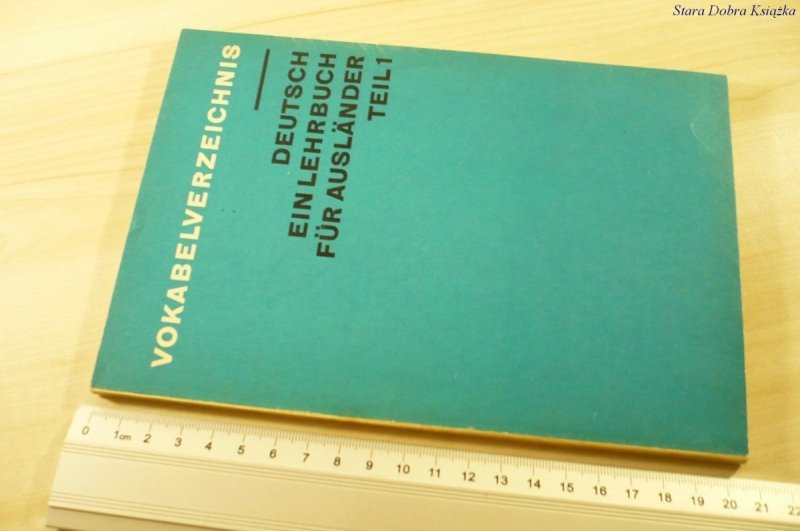 Stara Dobra Książka
VOKABELVERZEICHNIS
DEUTSCH
EIN LEHRBUCH
FÜR AUSLÄNDER
TEIL 1
0 1cm 2 3 4 5 6 7 8 9 10 11 12 13 14 15 16 17 18 19 20 21 22